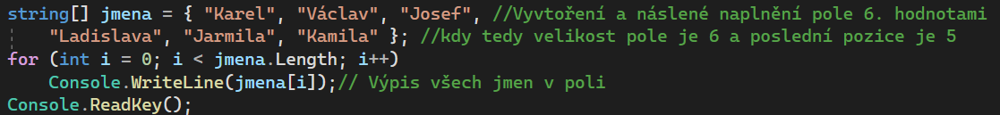 string[] jmena = { "Karel", "Václav", "Josef", //Vyvtoření a násléné naplnění pole 6. hodnotami
"Ladislava", "Jarmila", "Kamila" }; //kdy tedy velikost pole je 6 a poslední pozice je 5
for (int i = 0; i < jmena.Length; i++)
Console.WriteLine(jmena[i]);// Výpis všech jmen v poli
Console.ReadKey();